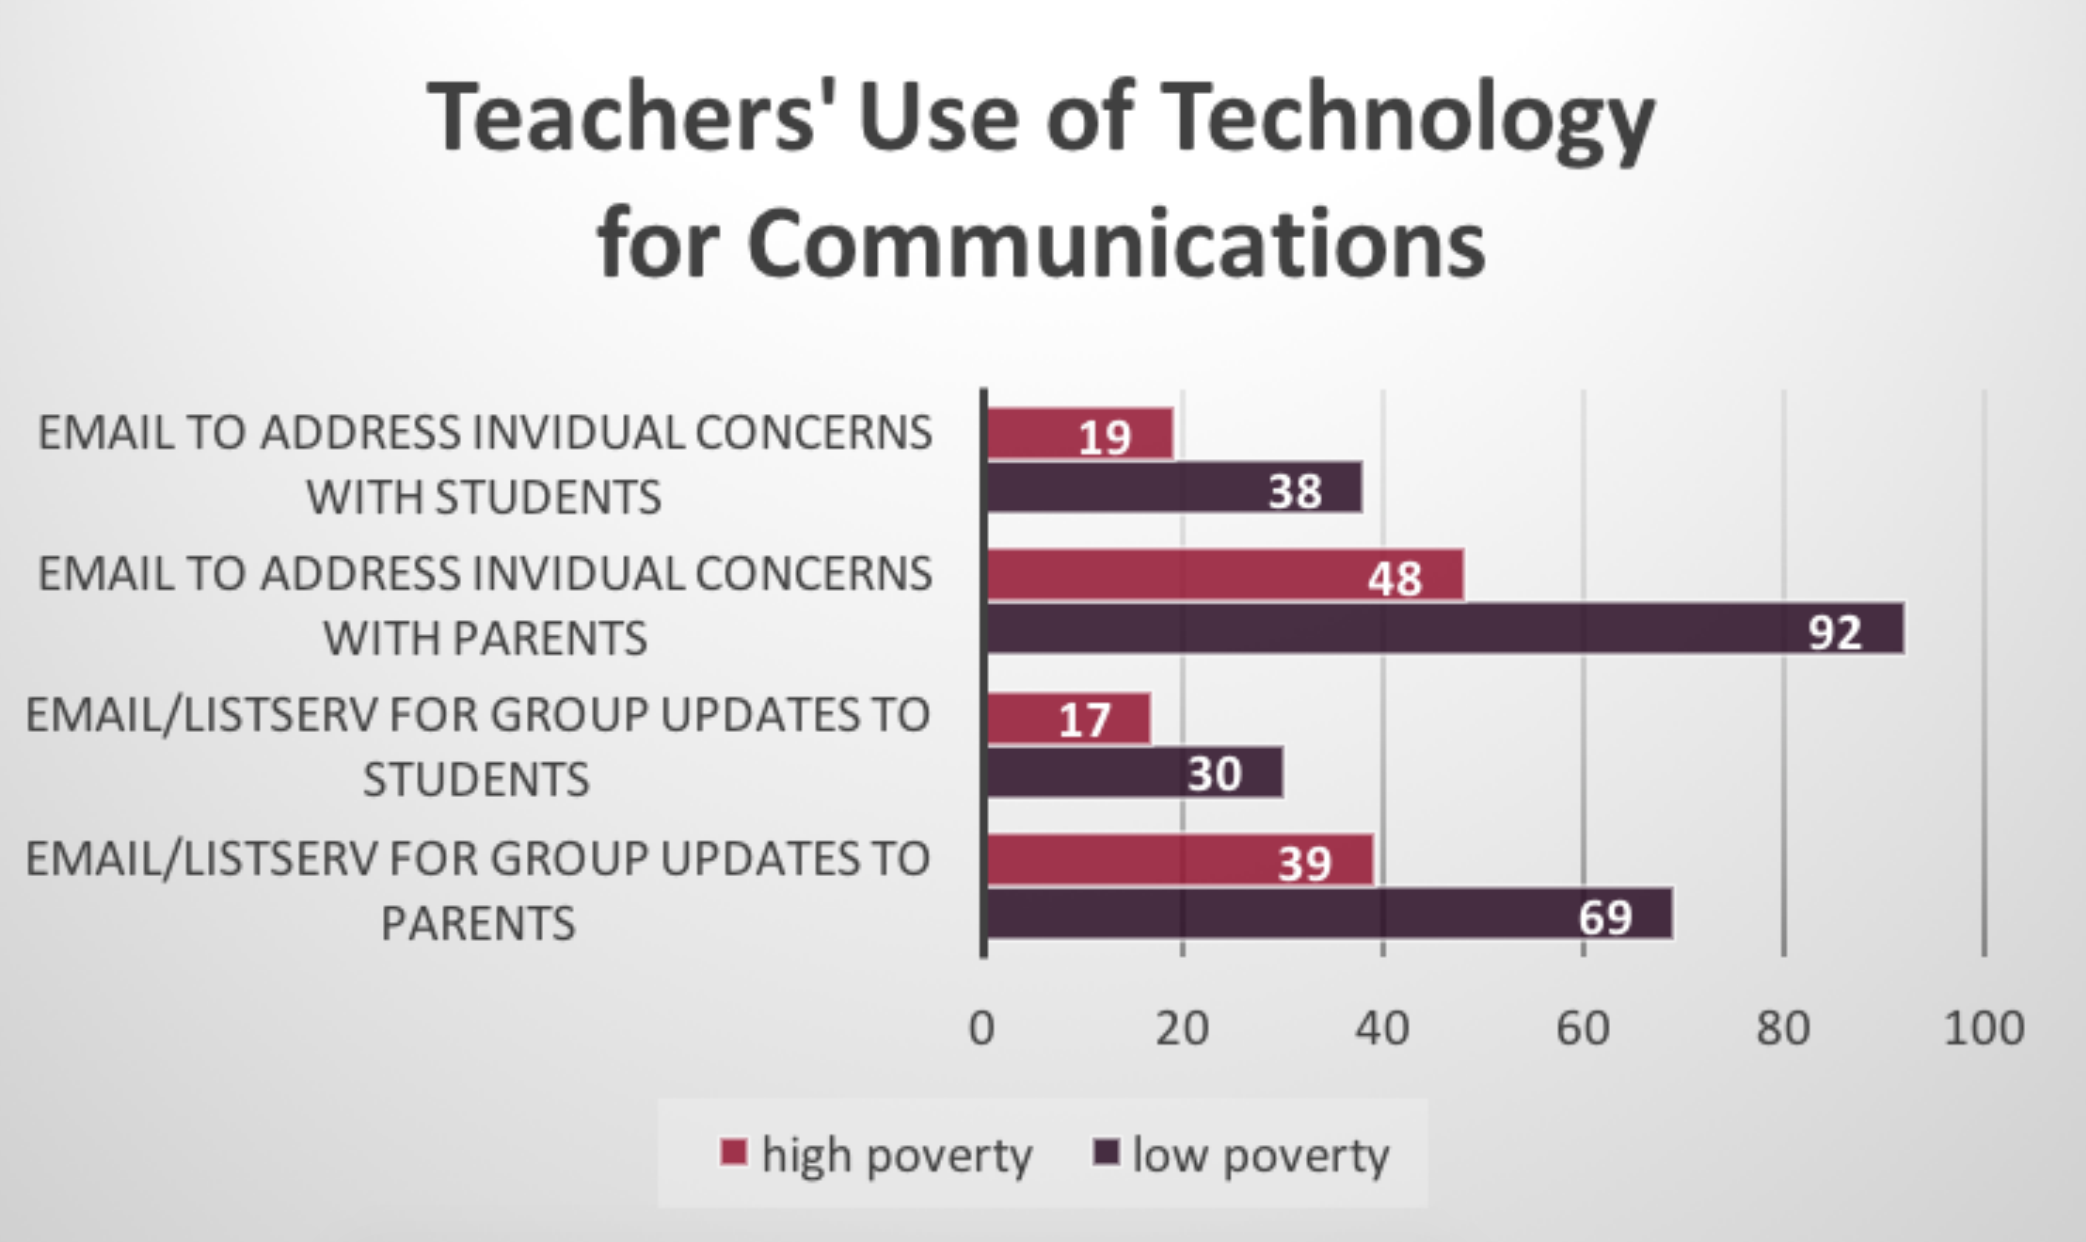 Teachers' Use of Technology
for Communications
EMAIL TO ADDRESS INVIDUAL CONCERNS
WITH STUDENTS
19
38
EMAIL TO ADDRESS INVIDUAL CONCERNS
WITH PARENTS
48
92
EMAIL/LISTSERV FOR GROUP UPDATES TO
STUDENTS
17
30
EMAIL/LISTSERV FOR GROUP UPDATES TO
PARENTS
39
69
0 20 40 60 80 100
high poverty low poverty